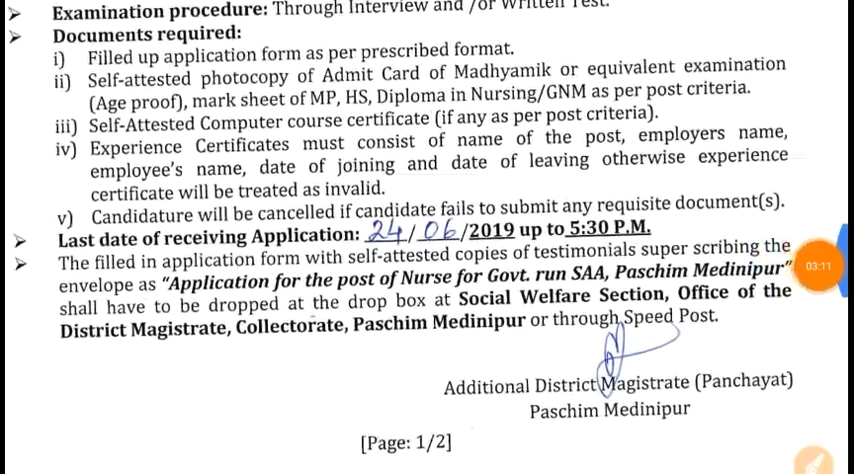 ➤ Examination procedure: Through Interview and /or Written Test.
➤ Documents required:
i) Filled up application form as per prescribed format.
ii) Self-attested photocopy of Admit Card of Madhyamik or equivalent examination
(Age proof), mark sheet of MP, HS, Diploma in Nursing/GNM as per post criteria.
iii) Self-Attested Computer course certificate (if any as per post criteria).
iv) Experience Certificates must consist of name of the post, employers name,
employee's name, date of joining and date of leaving otherwise experience
certificate will be treated as invalid.
v) Candidature will be cancelled if candidate fails to submit any requisite document(s).
➤ Last date of receiving Application: 24/06/2019 up to 5:30 P.M.
➤ The filled in application form with self-attested copies of testimonials super scribing the
envelope as "Application for the post of Nurse for Govt. run SAA, Paschim Medinipur"
03:11
shall have to be dropped at the drop box at Social Welfare Section, Office of the
District Magistrate, Collectorate, Paschim Medinipur or through Speed Post.
Additional District Magistrate (Panchayat)
Paschim Medinipur
[Page: 1/2]